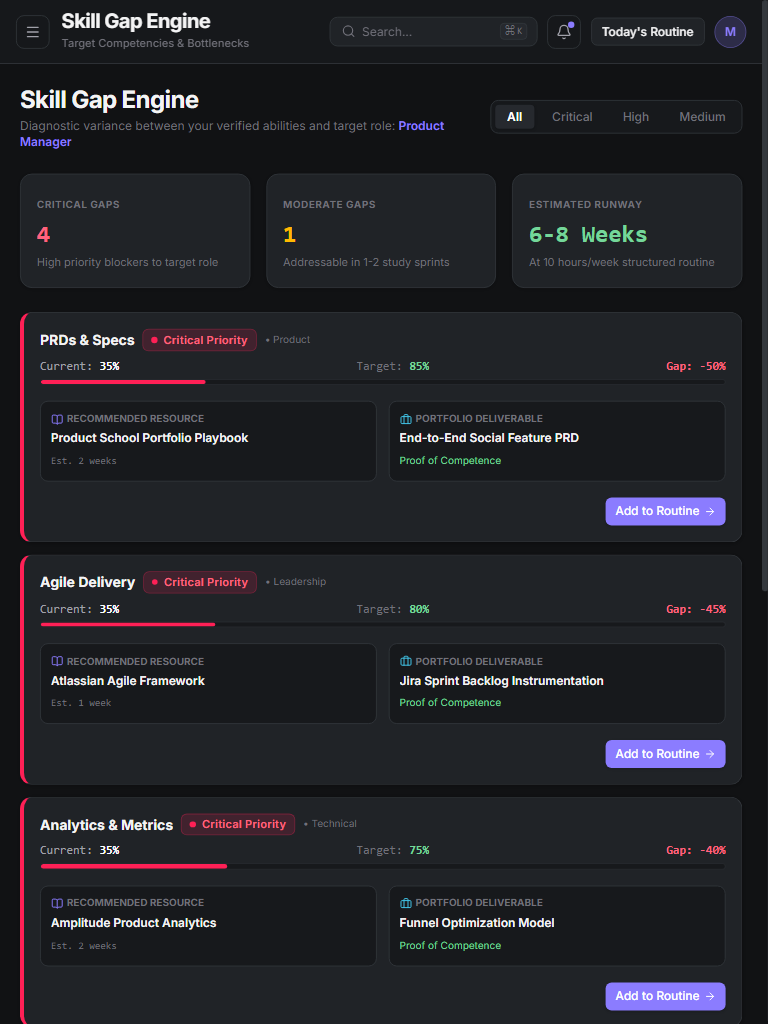 Skill Gap Engine
Target Competencies & Bottlenecks
Search...
⌘K
Today's Routine
M
Skill Gap Engine
Diagnostic variance between your verified abilities and target role: Product
Manager
All
Critical
High
Medium
CRITICAL GAPS
4
High priority blockers to target role
MODERATE GAPS
1
Addressable in 1-2 study sprints
ESTIMATED RUNWAY
6-8 Weeks
At 10 hours/week structured routine
PRDs & Specs
Critical Priority
• Product
Current: 35%
Target: 85%
Gap: -50%
RECOMMENDED RESOURCE
Product School Portfolio Playbook
Est. 2 weeks
PORTFOLIO DELIVERABLE
End-to-End Social Feature PRD
Proof of Competence
Add to Routine →
Agile Delivery
Critical Priority
• Leadership
Current: 35%
Target: 80%
Gap: -45%
RECOMMENDED RESOURCE
Atlassian Agile Framework
Est. 1 week
PORTFOLIO DELIVERABLE
Jira Sprint Backlog Instrumentation
Proof of Competence
Add to Routine →
Analytics & Metrics
Critical Priority
• Technical
Current: 35%
Target: 75%
Gap: -40%
RECOMMENDED RESOURCE
Amplitude Product Analytics
Est. 2 weeks
PORTFOLIO DELIVERABLE
Funnel Optimization Model
Proof of Competence
Add to Routine →